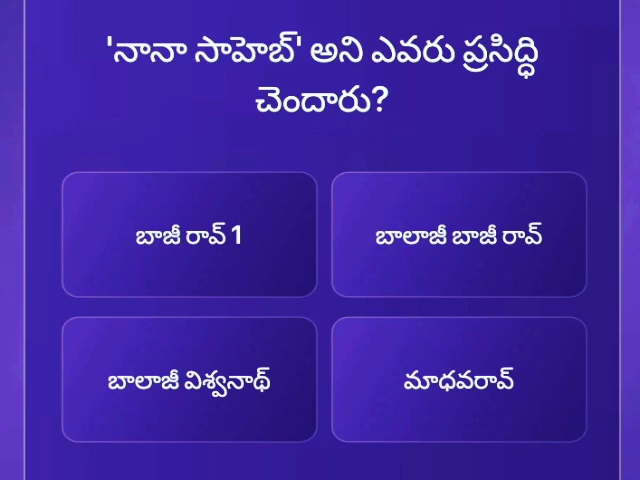 'నానా సాహెబ్' అని ఎవరు ప్రసిద్ధి
చెందారు?
బాజీ రావ్ 1
బాలాజీ బాజీ రావ్
బాలాజీ విశ్వనాథ్
మాధవరావ్